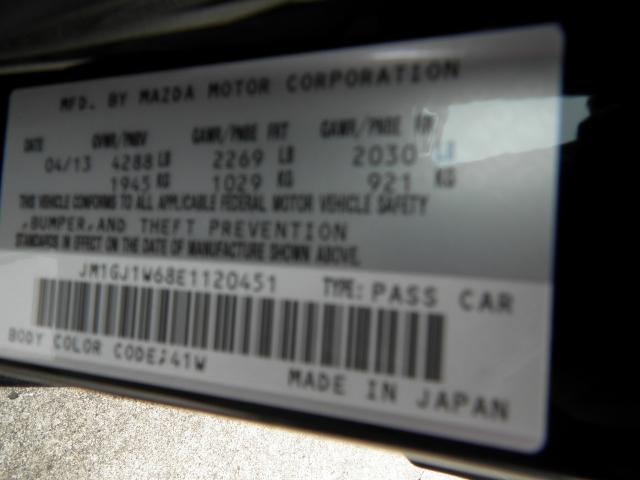 MFD. BY MAZDA MOTOR CORPORATION
DATE GVWR/PNBV GAWR/PNBE FRT GAWR/PNBE RR
04/13 4288 LB 2269 LB 2030 LB
1945 KG 1029 KG 921 KG
THIS VEHICLE CONFORMS TO ALL APPLICABLE FEDERAL MOTOR VEHICLE SAFETY
,BUMPER,AND THEFT PREVENTION
STANDARDS IN EFFECT ON THE DATE OF MANUFACTURE SHOWN ABOVE.
JM1GJ1W68E1120451 TYPE: PASS CAR
BODY COLOR CODE: 41W
MADE IN JAPAN